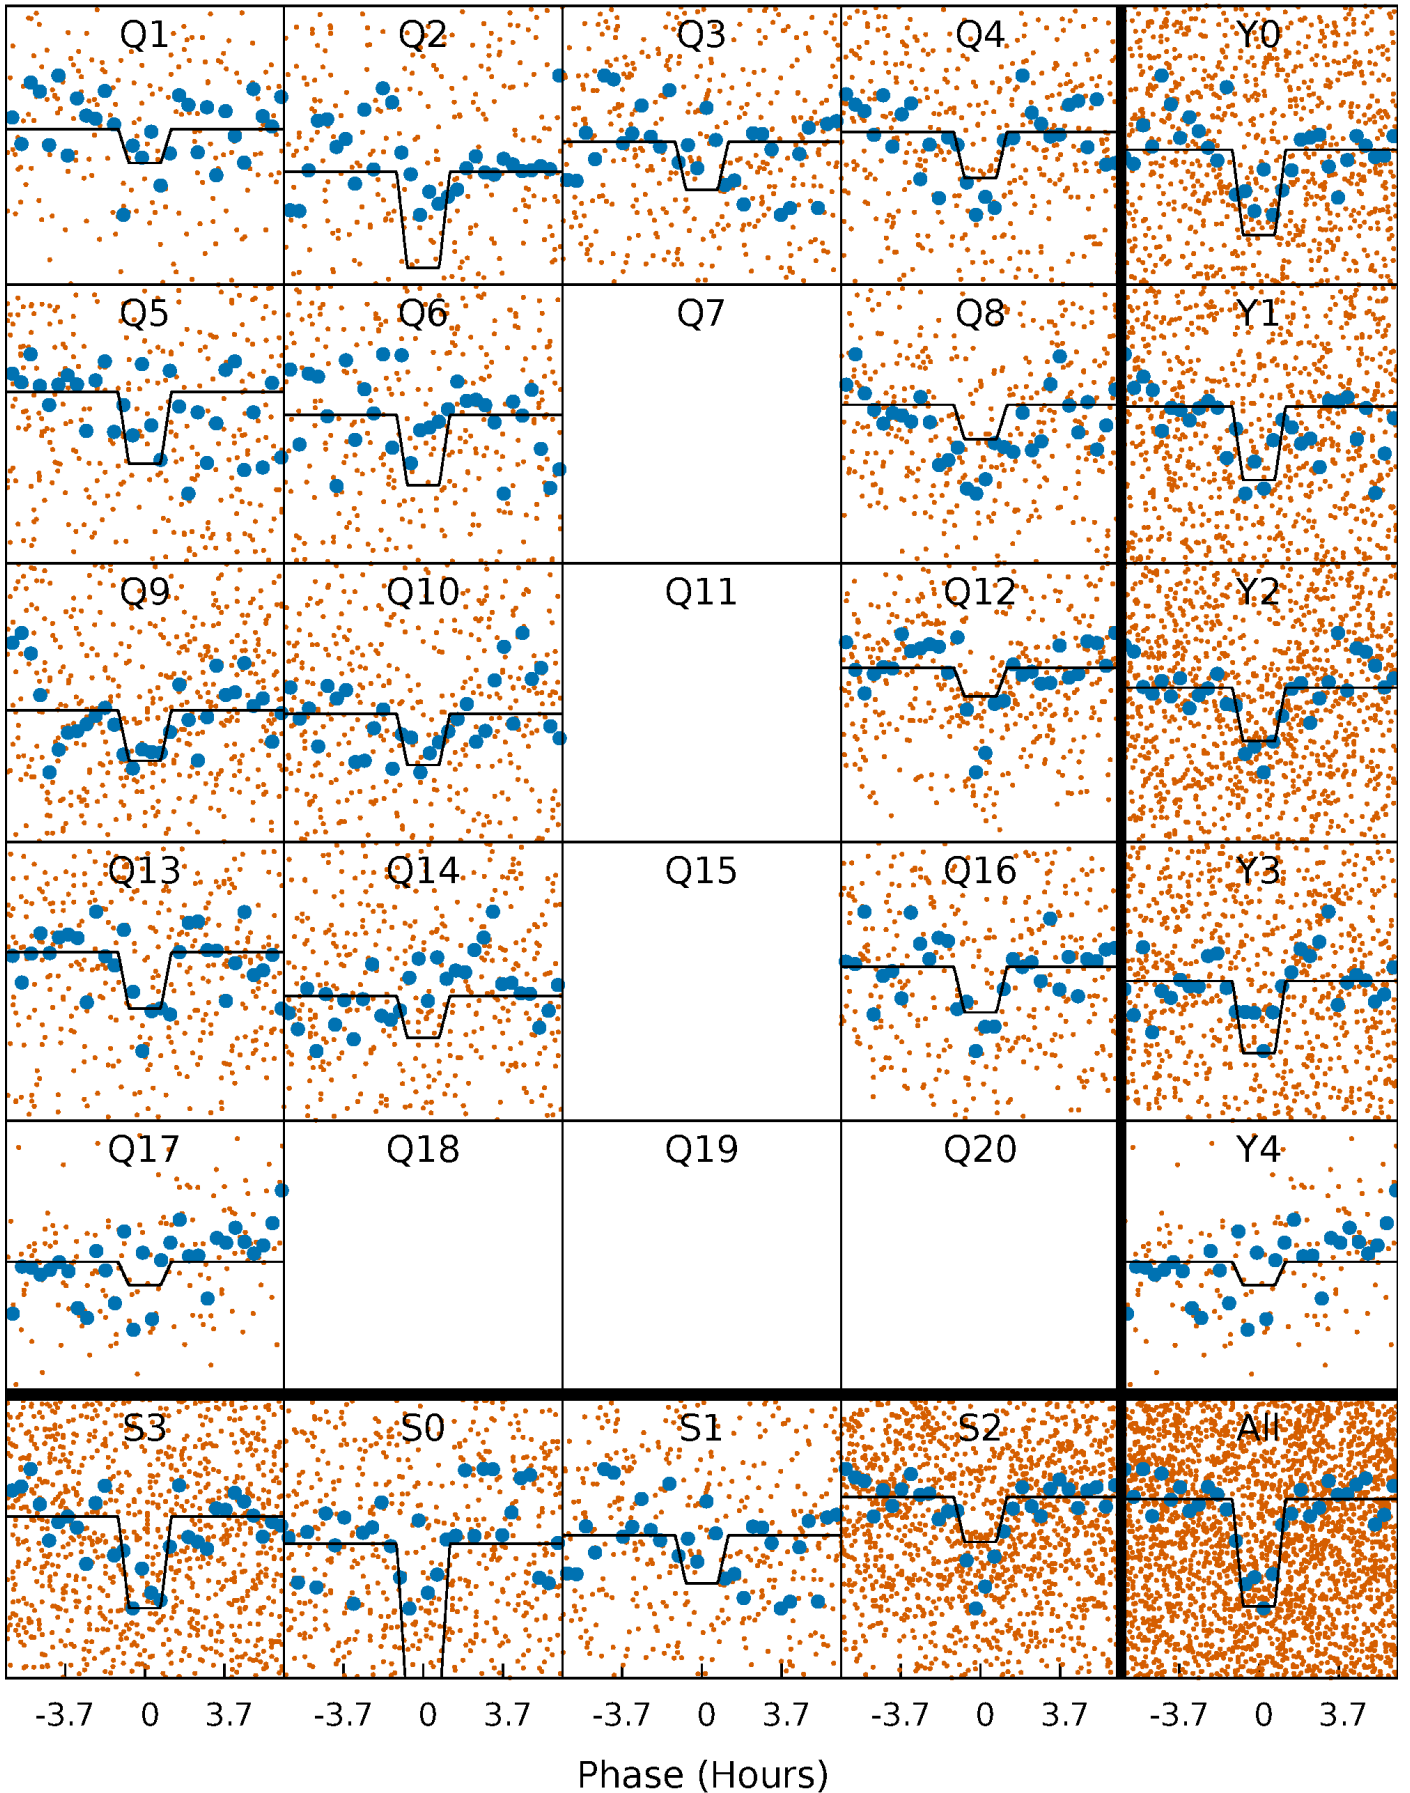 Q1 Q2 Q3 Q4 Y0
Q5 Q6 Q7 Q8 Y1
Q9 Q10 Q11 Q12 Y2
Q13 Q14 Q15 Q16 Y3
Q17 Q18 Q19 Q20 Y4
S3 S0 S1 S2 All
-3.7 0 3.7 -3.7 0 3.7 -3.7 0 3.7 -3.7 0 3.7 -3.7 0 3.7
Phase (Hours)